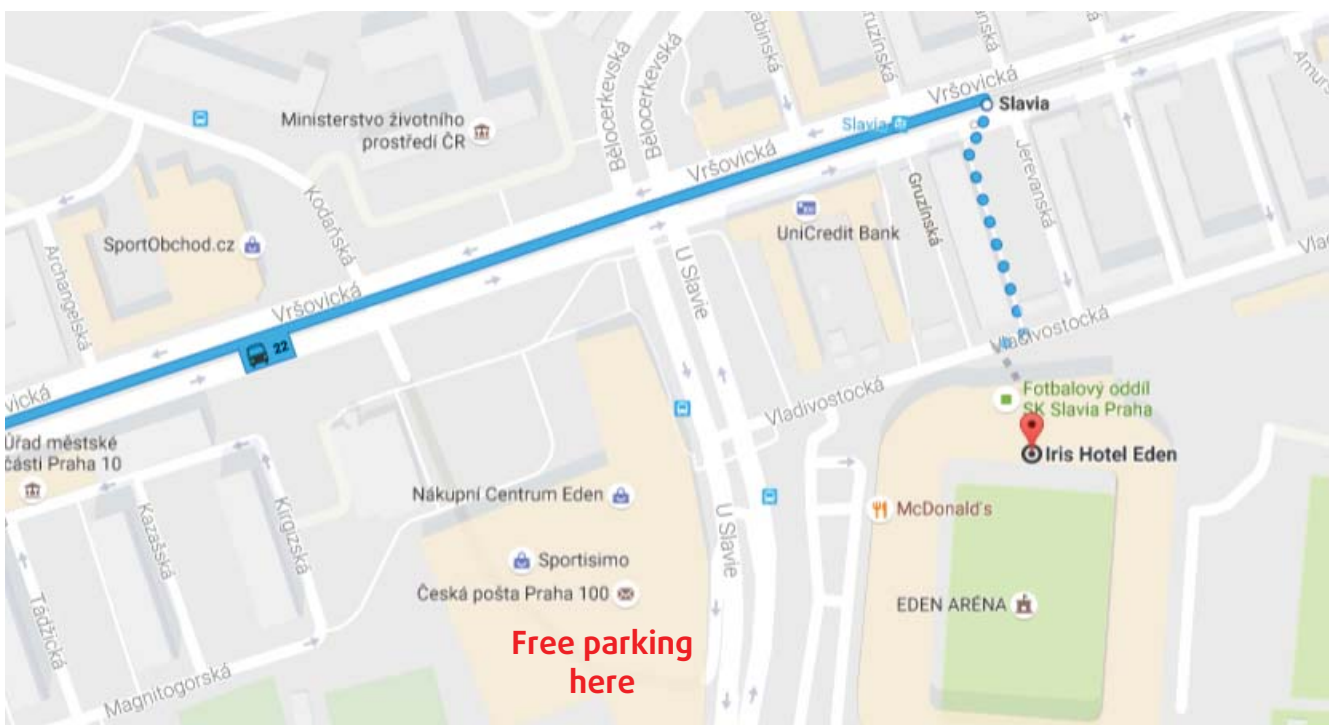 Vršovická
Slavia
Slavia
Jerevanská
Gruzínská
Bělocerkevská
Bělocerkevská
Ministerstvo životního
prostředí ČR
Vršovická
Kodaňská
SportObchod.cz
Archangelská
UniCredit Bank
Gruzínská
U Slavie
Vršovická
22
Vladivostocká
Fotbalový oddíl
SK Slavia Praha
Vladivostocká
Iris Hotel Eden
Úřad městské
části Praha 10
Kazašská
Kirgizská
Nákupní Centrum Eden
McDonald's
U Slavie
Sportisimo
Česká pošta Praha 100
EDEN ARÉNA
Tádžická
Free parking
here
Magnitogorská